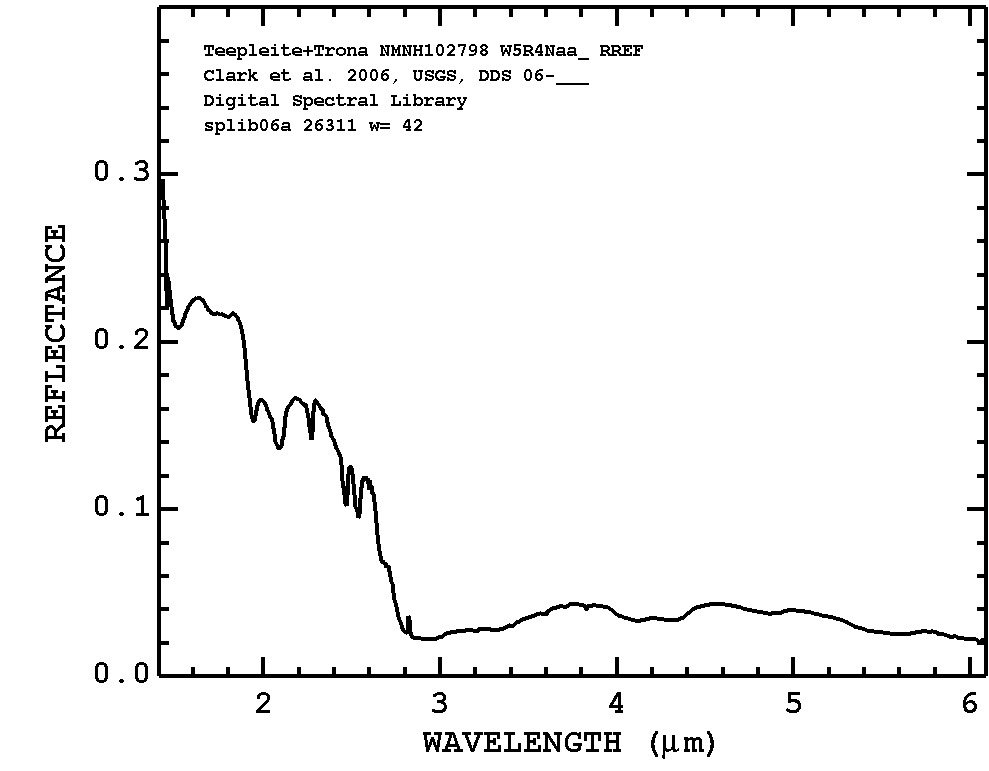 Teepleite+Trona NMNH102798 W5R4Naa_ RREF
Clark et al. 2006, USGS, DDS 06-___
Digital Spectral Library
splib06a 26311 w= 42
0.3
0.2
0.1
0.0
REFLECTANCE
2 3 4 5 6
WAVELENGTH (μm)